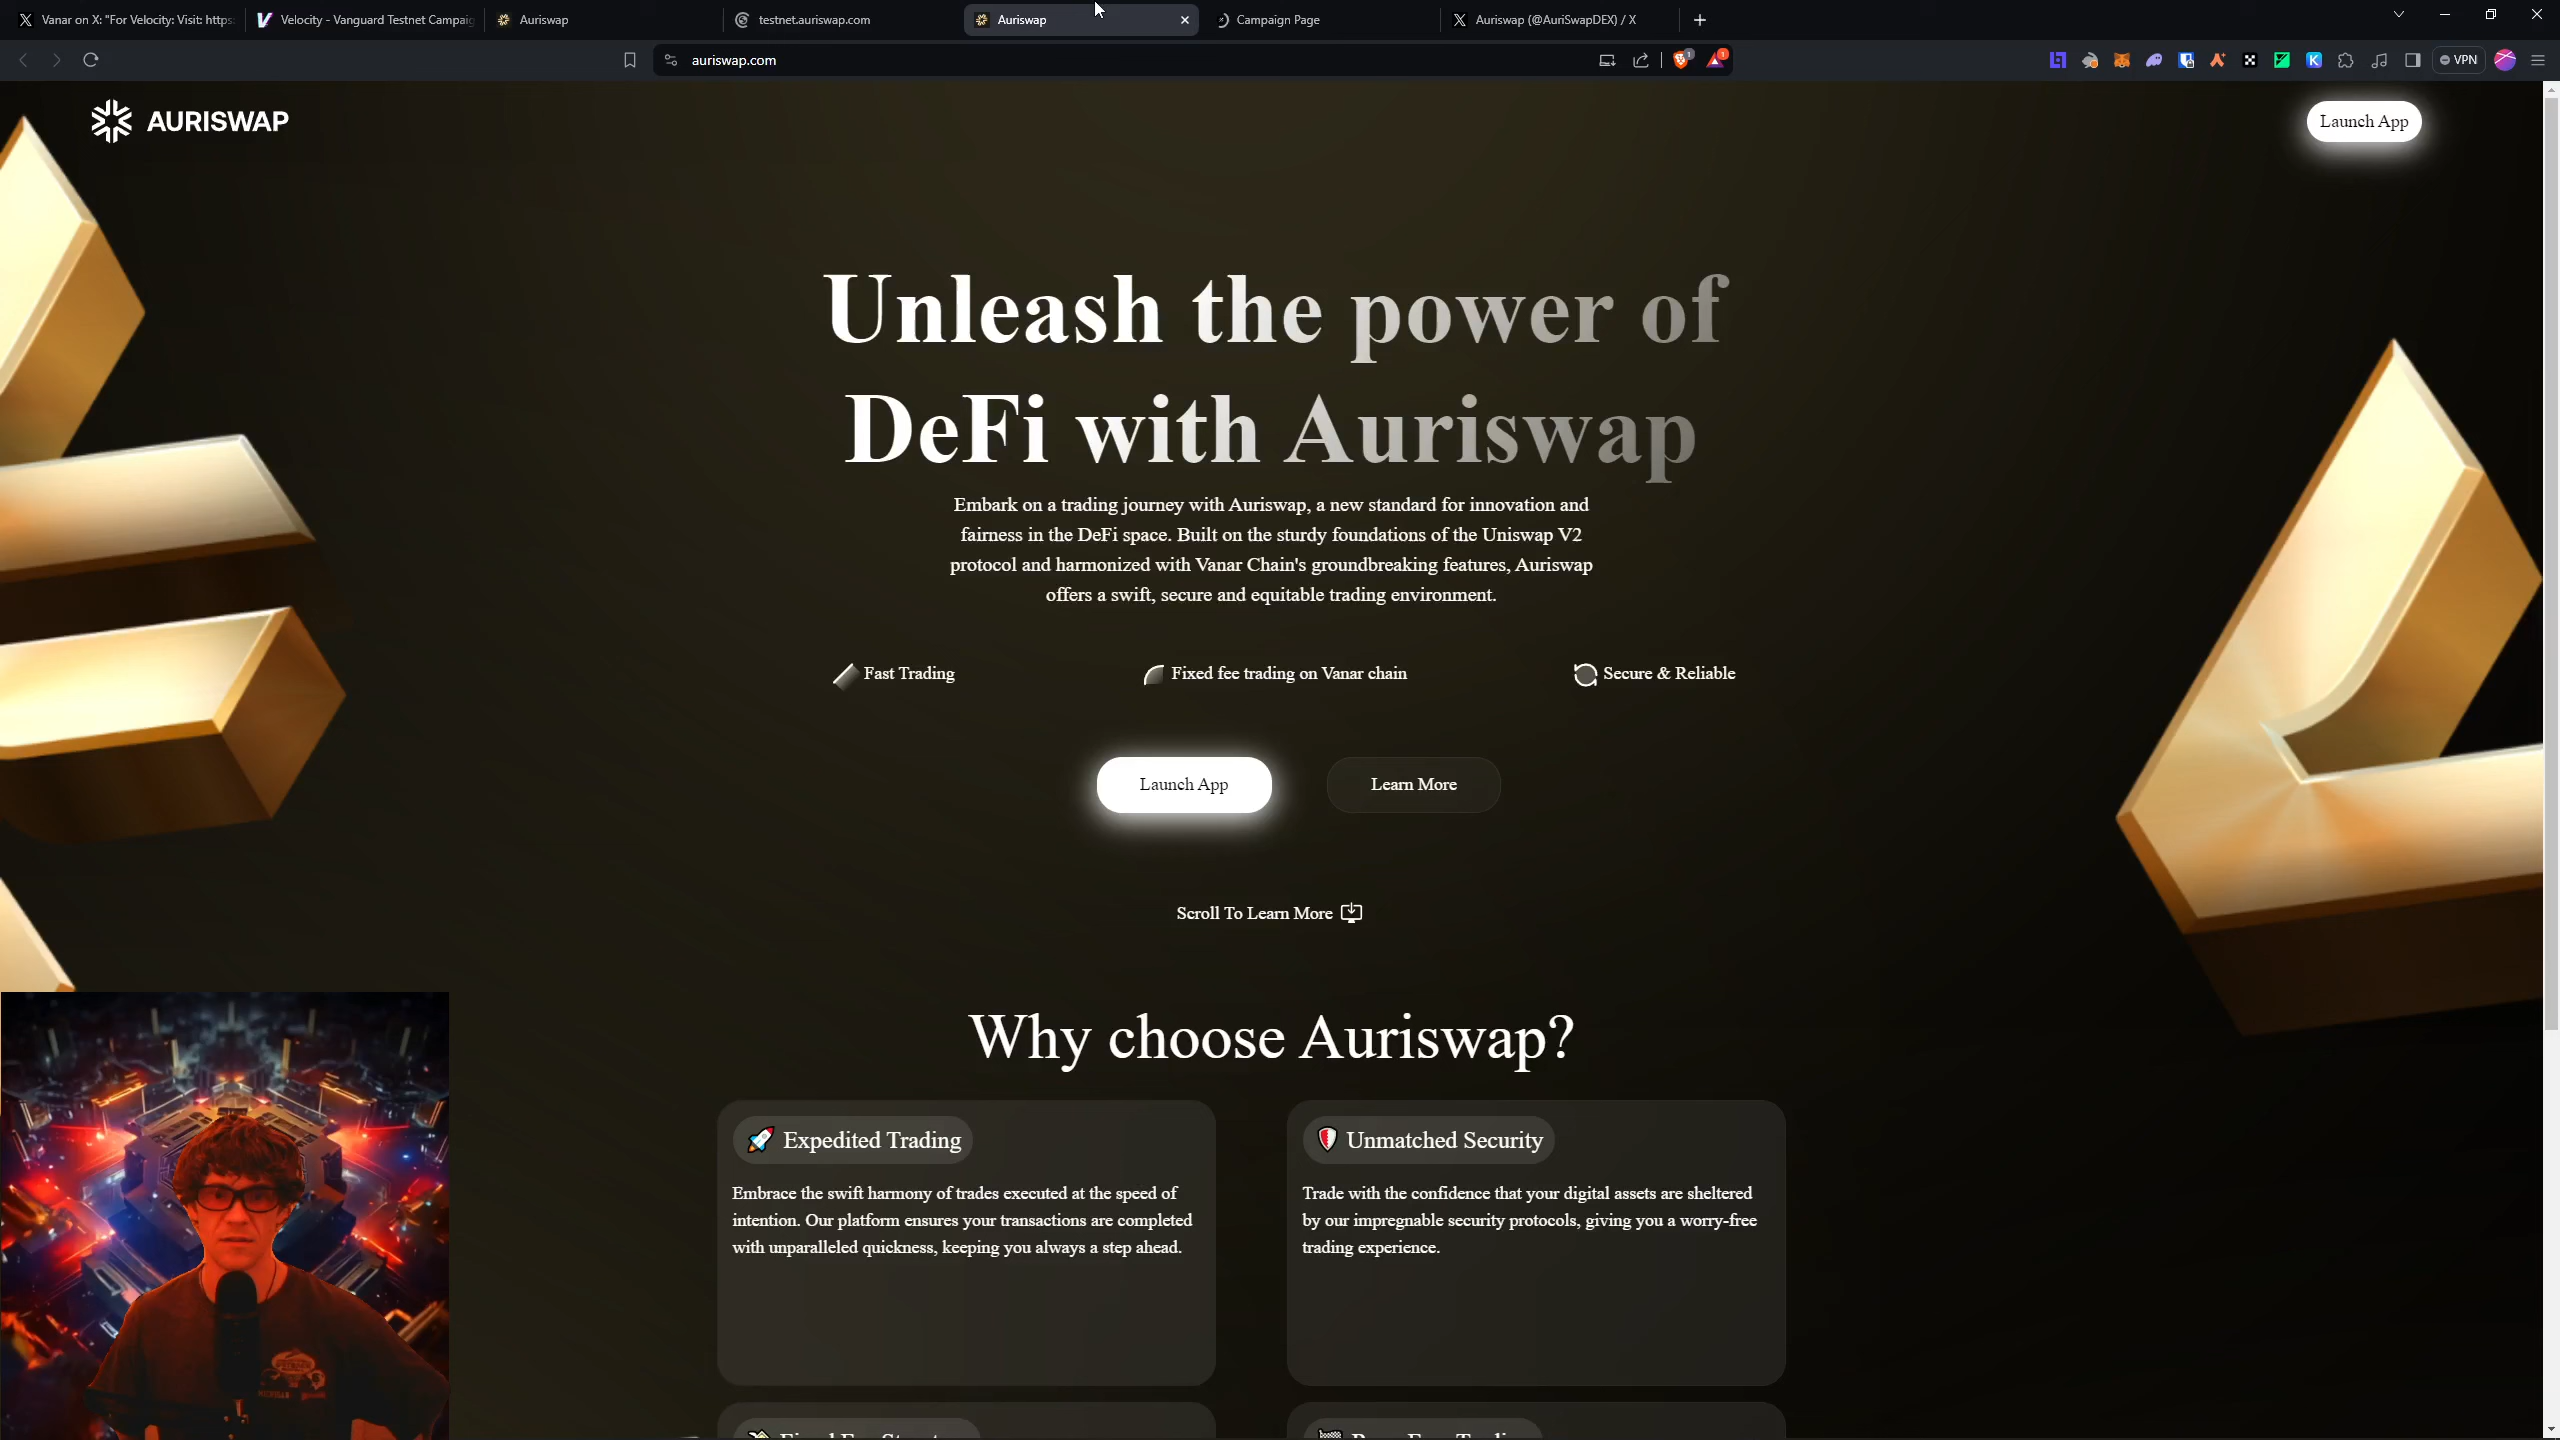 Vanar on X: "For Velocity: Visit: https:
Velocity - Vanguard Testnet Campaig
Auriswap
testnet.auriswap.com
Auriswap
Campaign Page
Auriswap (@AuriSwapDEX) / X
auriswap.com
1
1
VPN
AURISWAP
Launch App
Unleash the power of
DeFi with Auriswap
Embark on a trading journey with Auriswap, a new standard for innovation and
fairness in the DeFi space. Built on the sturdy foundations of the Uniswap V2
protocol and harmonized with Vanar Chain's groundbreaking features, Auriswap
offers a swift, secure and equitable trading environment.
Fast Trading
Fixed fee trading on Vanar chain
Secure & Reliable
Launch App
Learn More
Scroll To Learn More
Why choose Auriswap?
Expedited Trading
Embrace the swift harmony of trades executed at the speed of
intention. Our platform ensures your transactions are completed
with unparalleled quickness, keeping you always a step ahead.
Unmatched Security
Trade with the confidence that your digital assets are sheltered
by our impregnable security protocols, giving you a worry-free
trading experience.